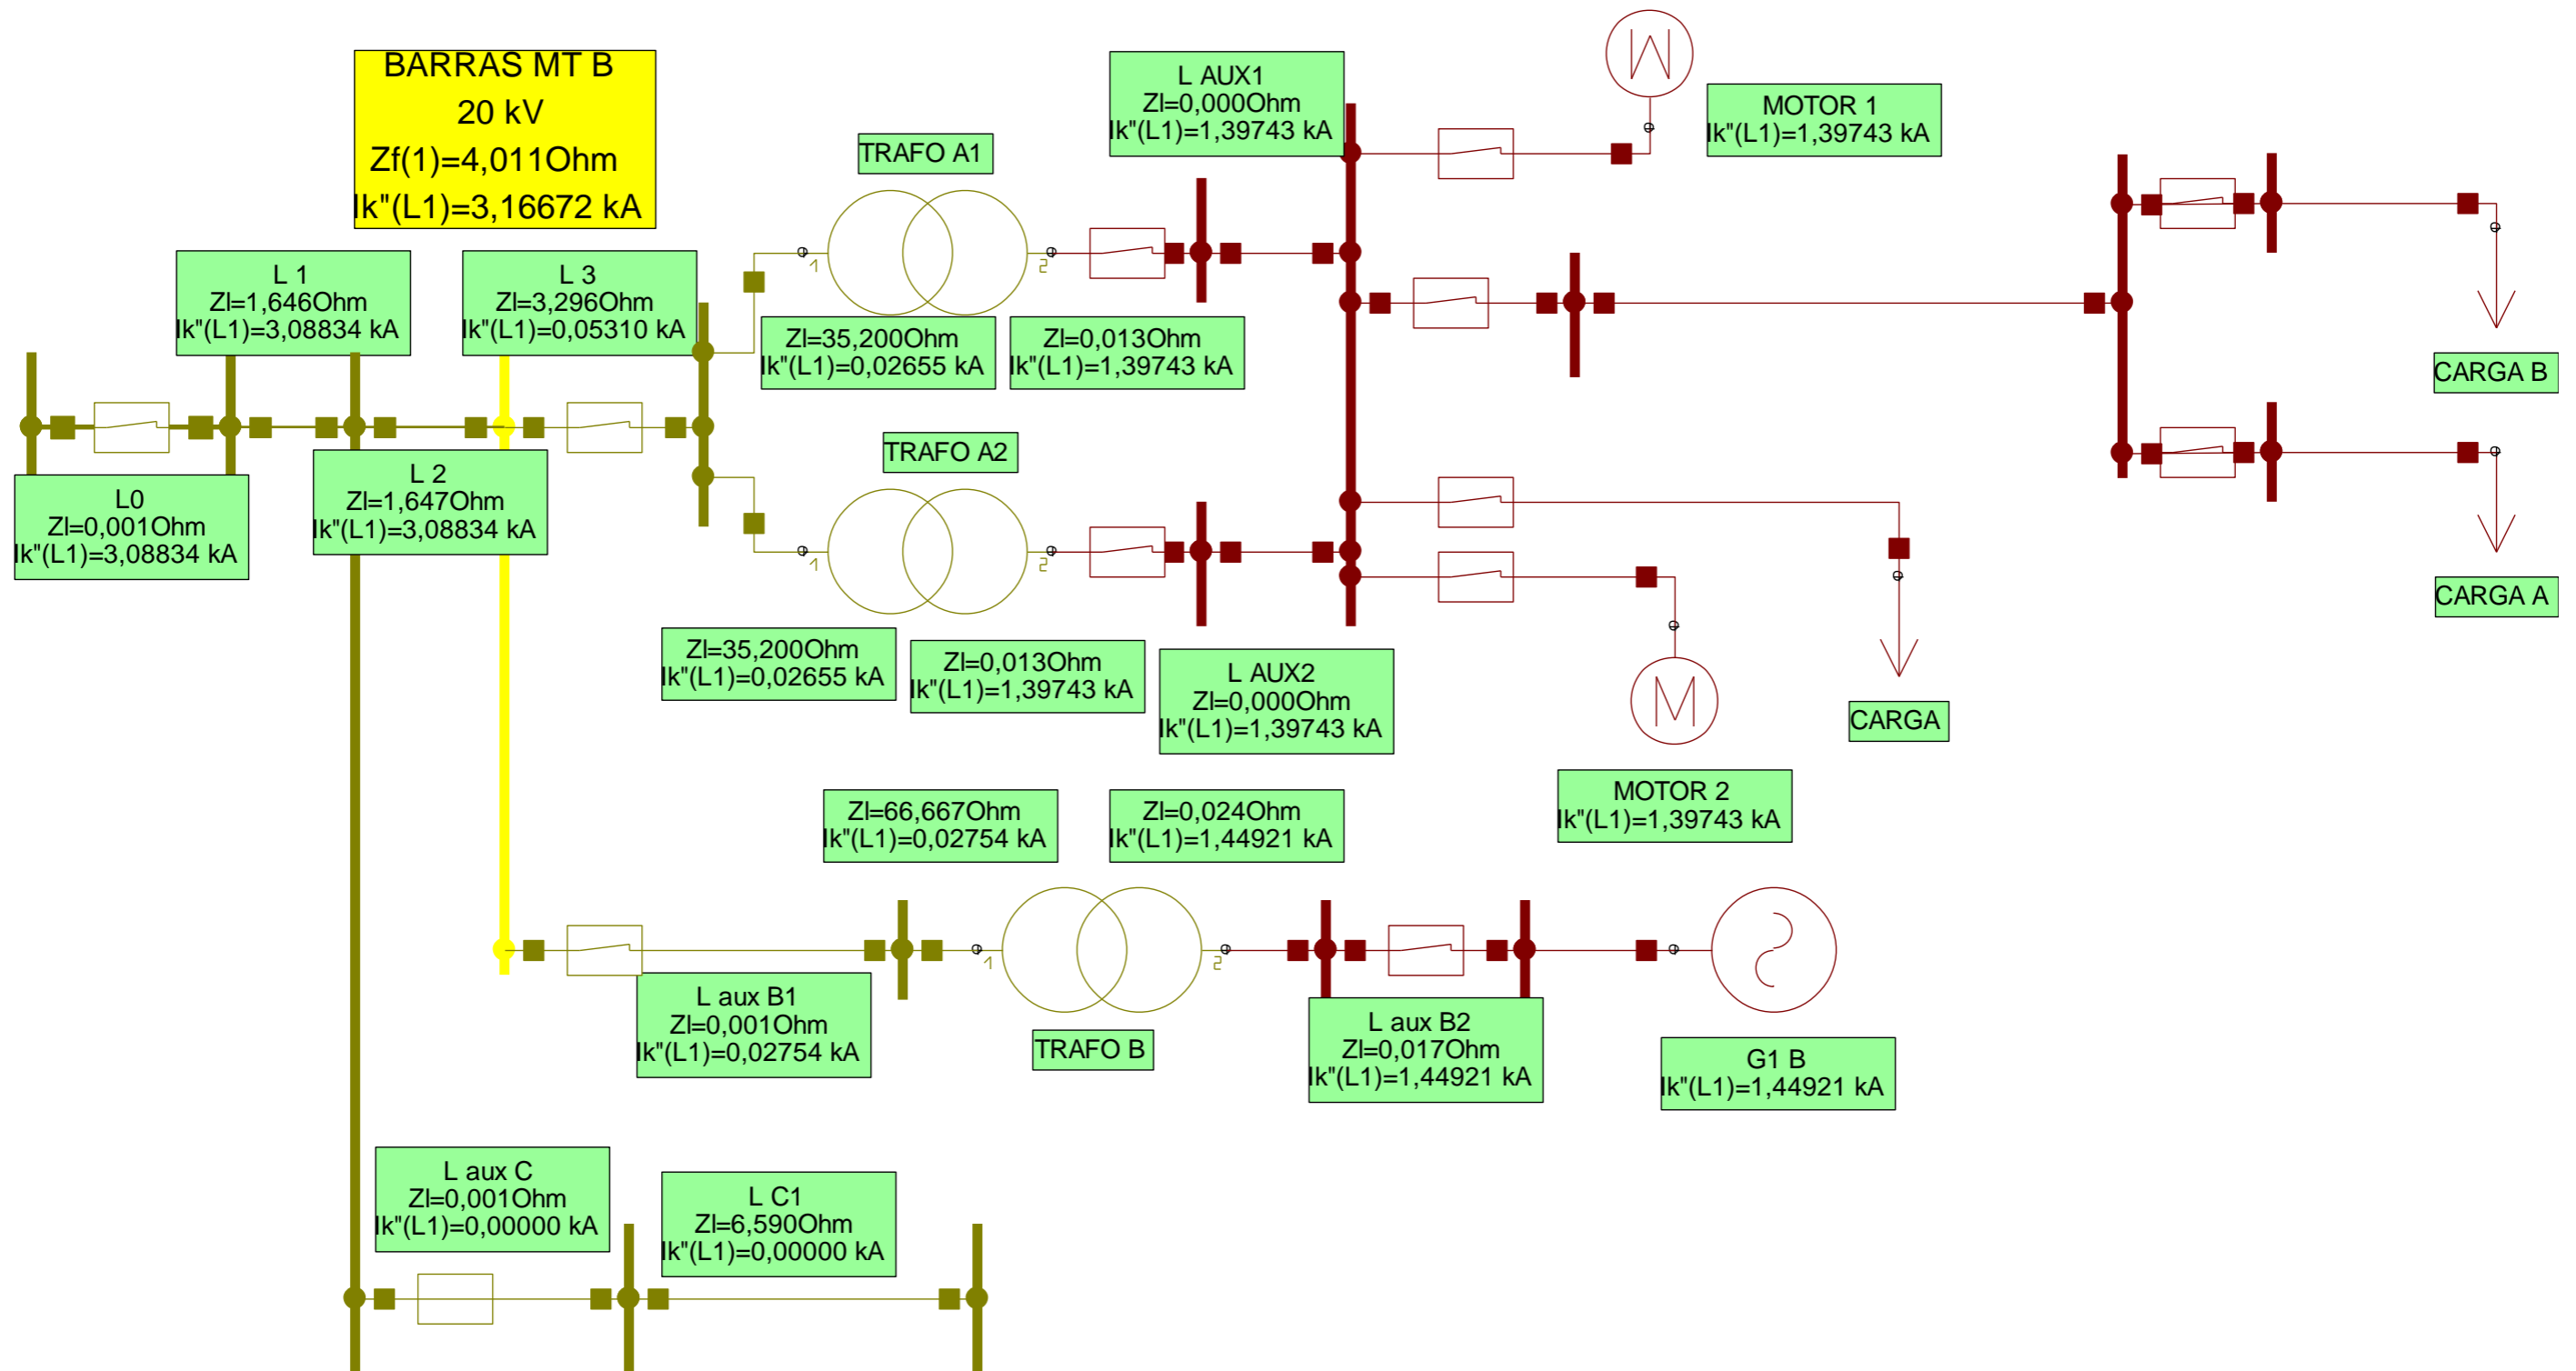 BARRAS MT B
20 kV
Zf(1)=4,011Ohm
Ik"(L1)=3,16672 kA
L AUX1
Zl=0,000Ohm
Ik"(L1)=1,39743 kA
MOTOR 1
Ik"(L1)=1,39743 kA
TRAFO A1
L 1
Zl=1,646Ohm
Ik"(L1)=3,08834 kA
L 3
Zl=3,296Ohm
Ik"(L1)=0,05310 kA
1
2
Zl=35,200Ohm
Ik"(L1)=0,02655 kA
Zl=0,013Ohm
Ik"(L1)=1,39743 kA
CARGA B
L0
Zl=0,001Ohm
Ik"(L1)=3,08834 kA
L 2
Zl=1,647Ohm
Ik"(L1)=3,08834 kA
TRAFO A2
1
2
CARGA A
Zl=35,200Ohm
Ik"(L1)=0,02655 kA
Zl=0,013Ohm
Ik"(L1)=1,39743 kA
L AUX2
Zl=0,000Ohm
Ik"(L1)=1,39743 kA
M
CARGA
MOTOR 2
Ik"(L1)=1,39743 kA
Zl=66,667Ohm
Ik"(L1)=0,02754 kA
Zl=0,024Ohm
Ik"(L1)=1,44921 kA
1
2
L aux B1
Zl=0,001Ohm
Ik"(L1)=0,02754 kA
TRAFO B
L aux B2
Zl=0,017Ohm
Ik"(L1)=1,44921 kA
G1 B
Ik"(L1)=1,44921 kA
L aux C
Zl=0,001Ohm
Ik"(L1)=0,00000 kA
L C1
Zl=6,590Ohm
Ik"(L1)=0,00000 kA
M